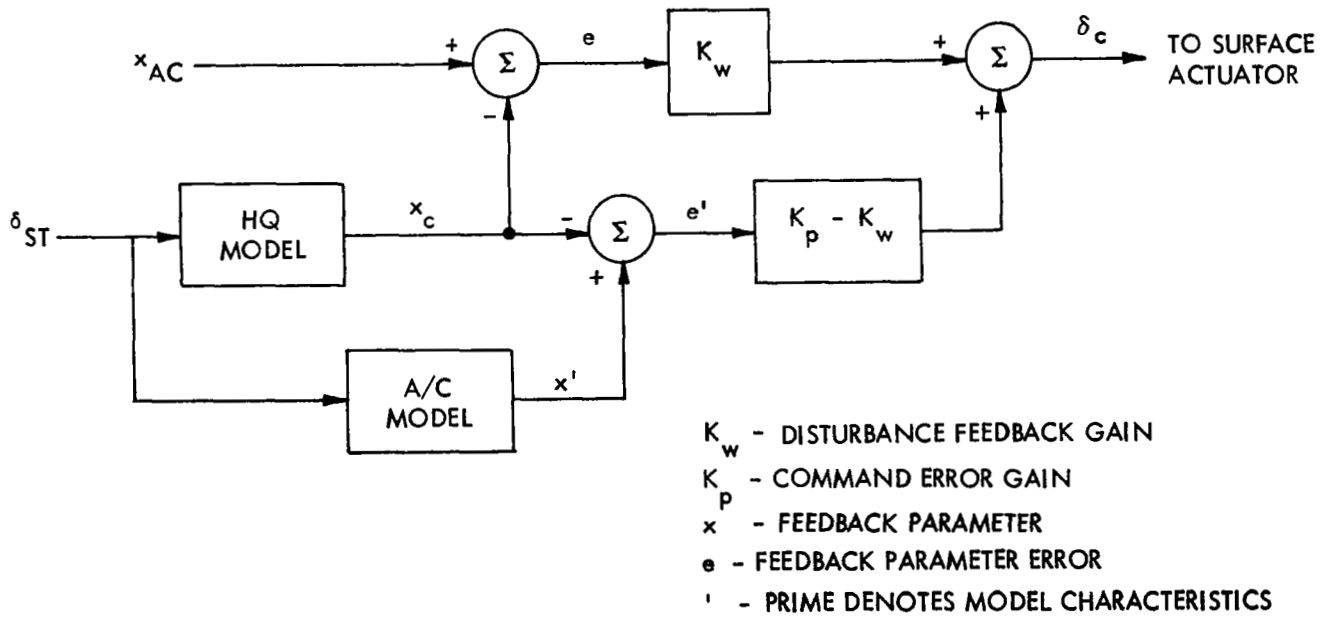 x_AC
+
Σ
-
e
K_w
+
Σ
+
δ_c
TO SURFACE
ACTUATOR
δ_ST
HQ
MODEL
x_c
-
Σ
+
e'
K_p - K_w
A/C
MODEL
x'
K_w - DISTURBANCE FEEDBACK GAIN
K_p - COMMAND ERROR GAIN
x - FEEDBACK PARAMETER
e - FEEDBACK PARAMETER ERROR
' - PRIME DENOTES MODEL CHARACTERISTICS